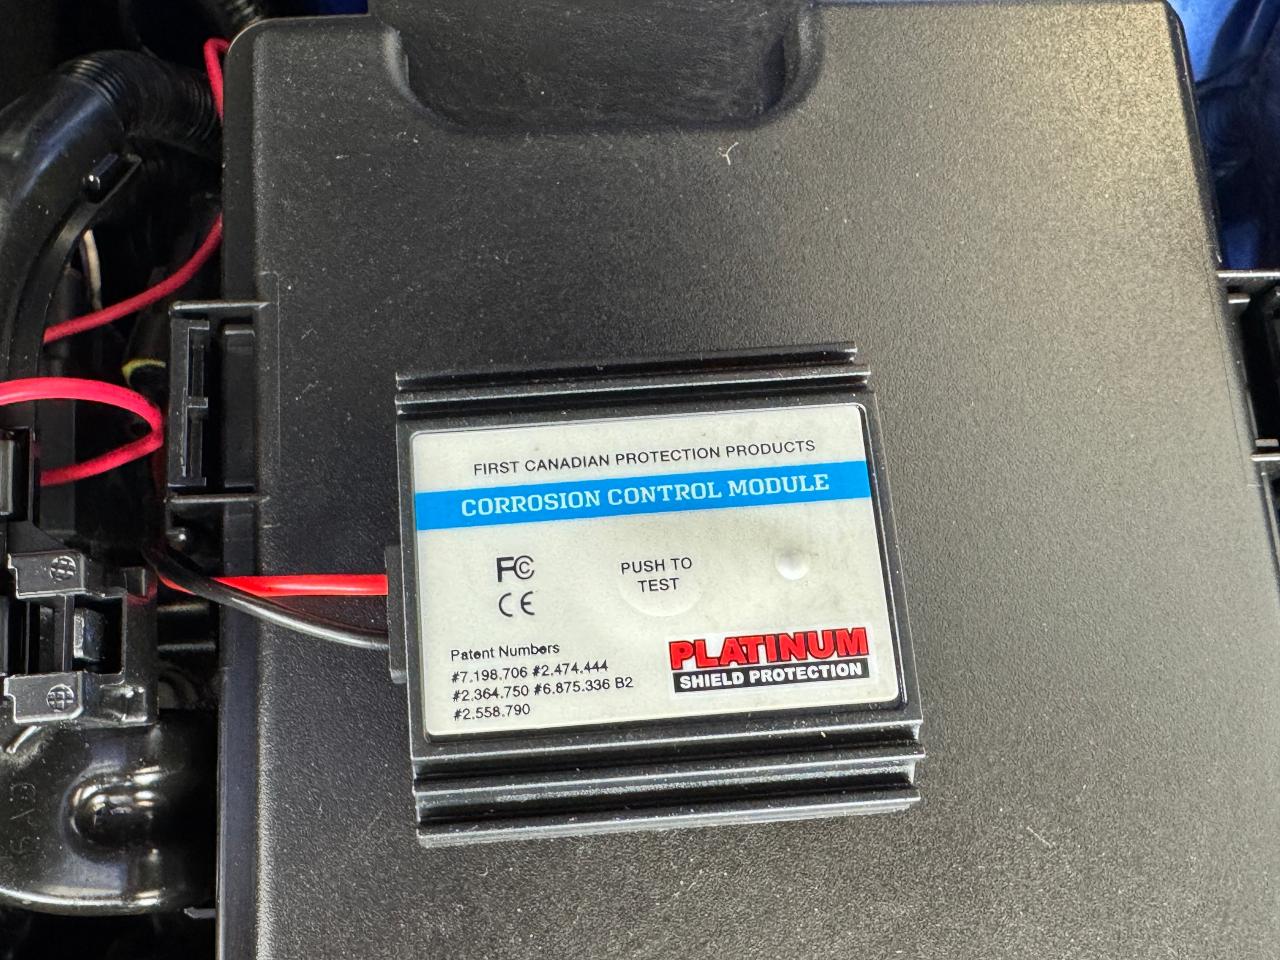 FIRST CANADIAN PROTECTION PRODUCTS
CORROSION CONTROL MODULE
FC
CE
PUSH TO
TEST
Patent Numbers
#7.198.706 #2.474.444
#2.364.750 #6.875.336 B2
#2.558.790
PLATINUM
SHIELD PROTECTION